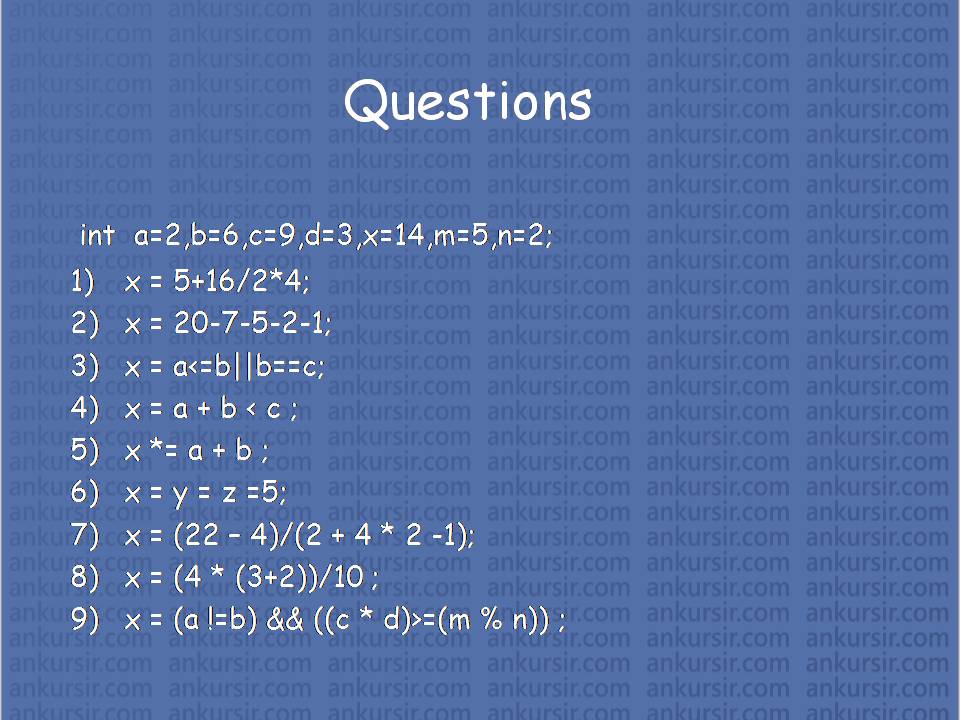 Questions
int a=2,b=6,c=9,d=3,x=14,m=5,n=2;
1) x = 5+16/2*4;
2) x = 20-7-5-2-1;
3) x = a<=b||b==c;
4) x = a + b < c ;
5) x *= a + b ;
6) x = y = z =5;
7) x = (22 – 4)/(2 + 4 * 2 -1);
8) x = (4 * (3+2))/10 ;
9) x = (a !=b) && ((c * d)>=(m % n)) ;
ankursir.com